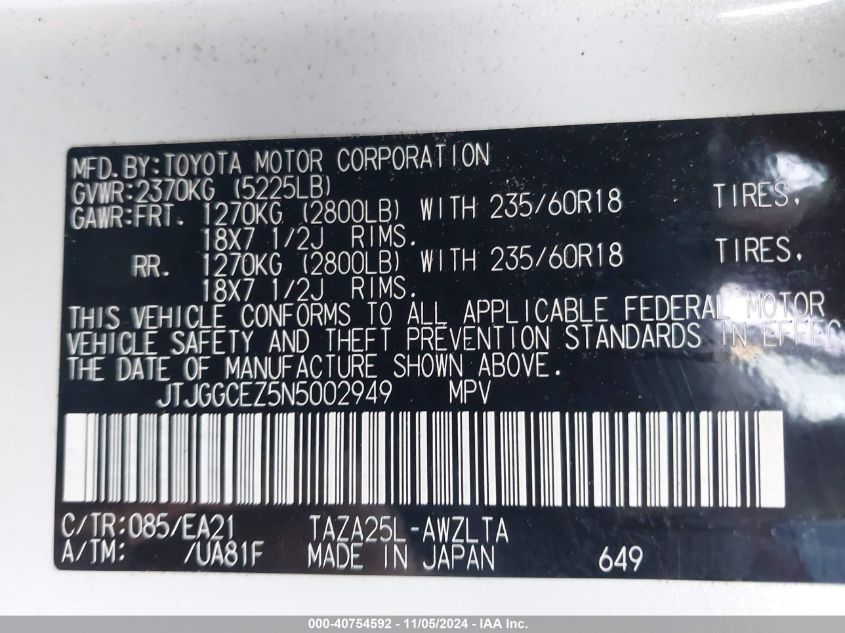 MFD.BY:TOYOTA MOTOR CORPORATION
GVWR:2370KG (5225LB)
GAWR:FRT. 1270KG (2800LB) WITH 235/60R18 TIRES,
18X7 1/2J RIMS.
RR. 1270KG (2800LB) WITH 235/60R18 TIRES,
18X7 1/2J RIMS.
THIS VEHICLE CONFORMS TO ALL APPLICABLE FEDERAL MOTOR
VEHICLE SAFETY AND THEFT PREVENTION STANDARDS IN EFFEC
THE DATE OF MANUFACTURE SHOWN ABOVE.
JTJGGCEZ5N5002949 MPV
C/TR:085/EA21 TAZA25L-AWZLTA
A/TM: /UA81F MADE IN JAPAN 649
000-40754592 - 11/05/2024 - IAAI Inc.